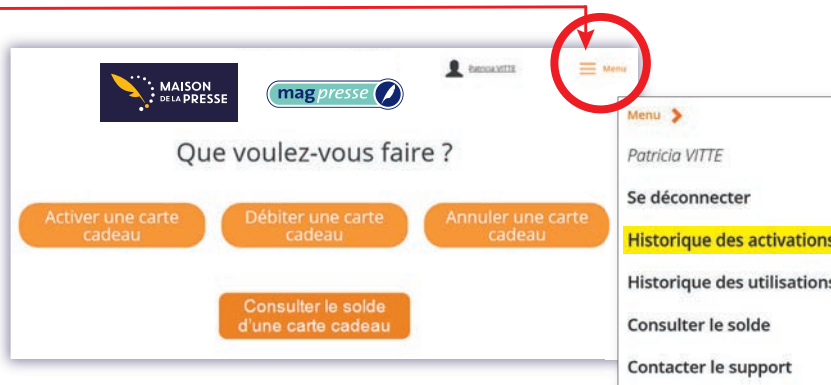 MAISON
DE LA PRESSE
mag presse
Patricia VITTE
Menu
Que voulez-vous faire ?
Activer une carte
cadeau
Débiter une carte
cadeau
Annuler une carte
cadeau
Consulter le solde
d'une carte cadeau
Menu
Patricia VITTE
Se déconnecter
Historique des activations
Historique des utilisations
Consulter le solde
Contacter le support